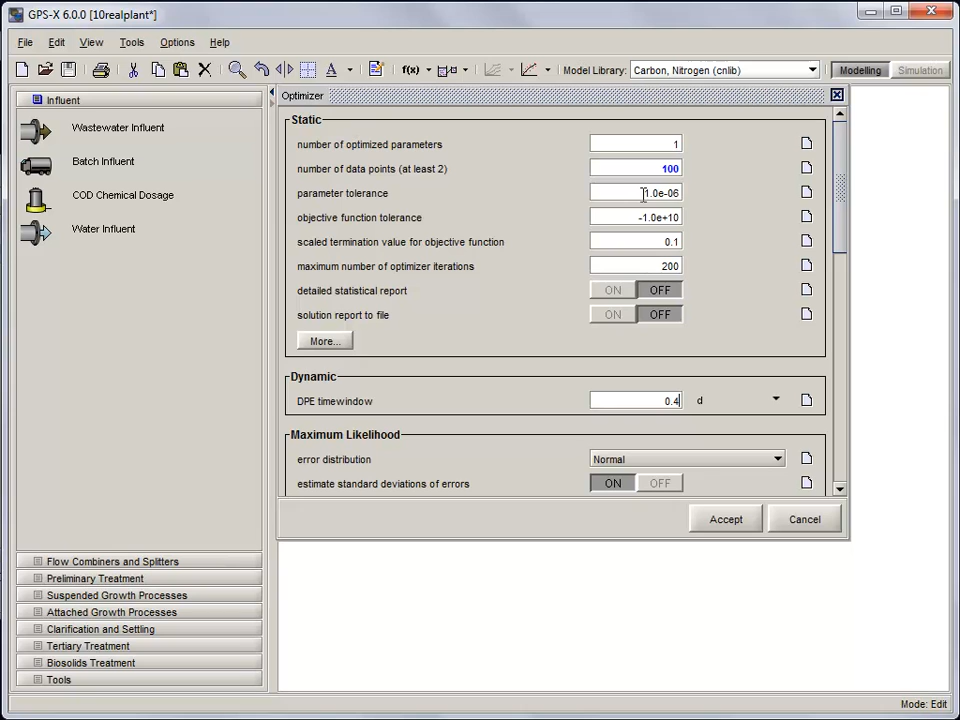 GPS-X 6.0.0 [10realplant*]
File Edit View Tools Options Help
A f(x) Model Library: Carbon, Nitrogen (cnlib) Modelling Simulation
Influent
Wastewater Influent
Batch Influent
COD Chemical Dosage
Water Influent
Flow Combiners and Splitters
Preliminary Treatment
Suspended Growth Processes
Attached Growth Processes
Clarification and Settling
Tertiary Treatment
Biosolids Treatment
Tools
Optimizer
Static
number of optimized parameters 1
number of data points (at least 2) 100
parameter tolerance 1.0e-06
objective function tolerance -1.0e+10
scaled termination value for objective function 0.1
maximum number of optimizer iterations 200
detailed statistical report ON OFF
solution report to file ON OFF
More...
Dynamic
DPE timewindow 0.4 d
Maximum Likelihood
error distribution Normal
estimate standard deviations of errors ON OFF
Accept Cancel
Mode: Edit